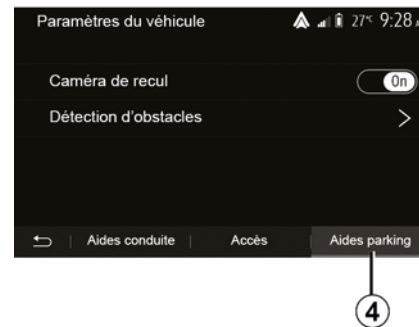 Paramètres du véhicule 27°C 9:28
Caméra de recul On
Détection d'obstacles
Aides conduite Accès Aides parking
4